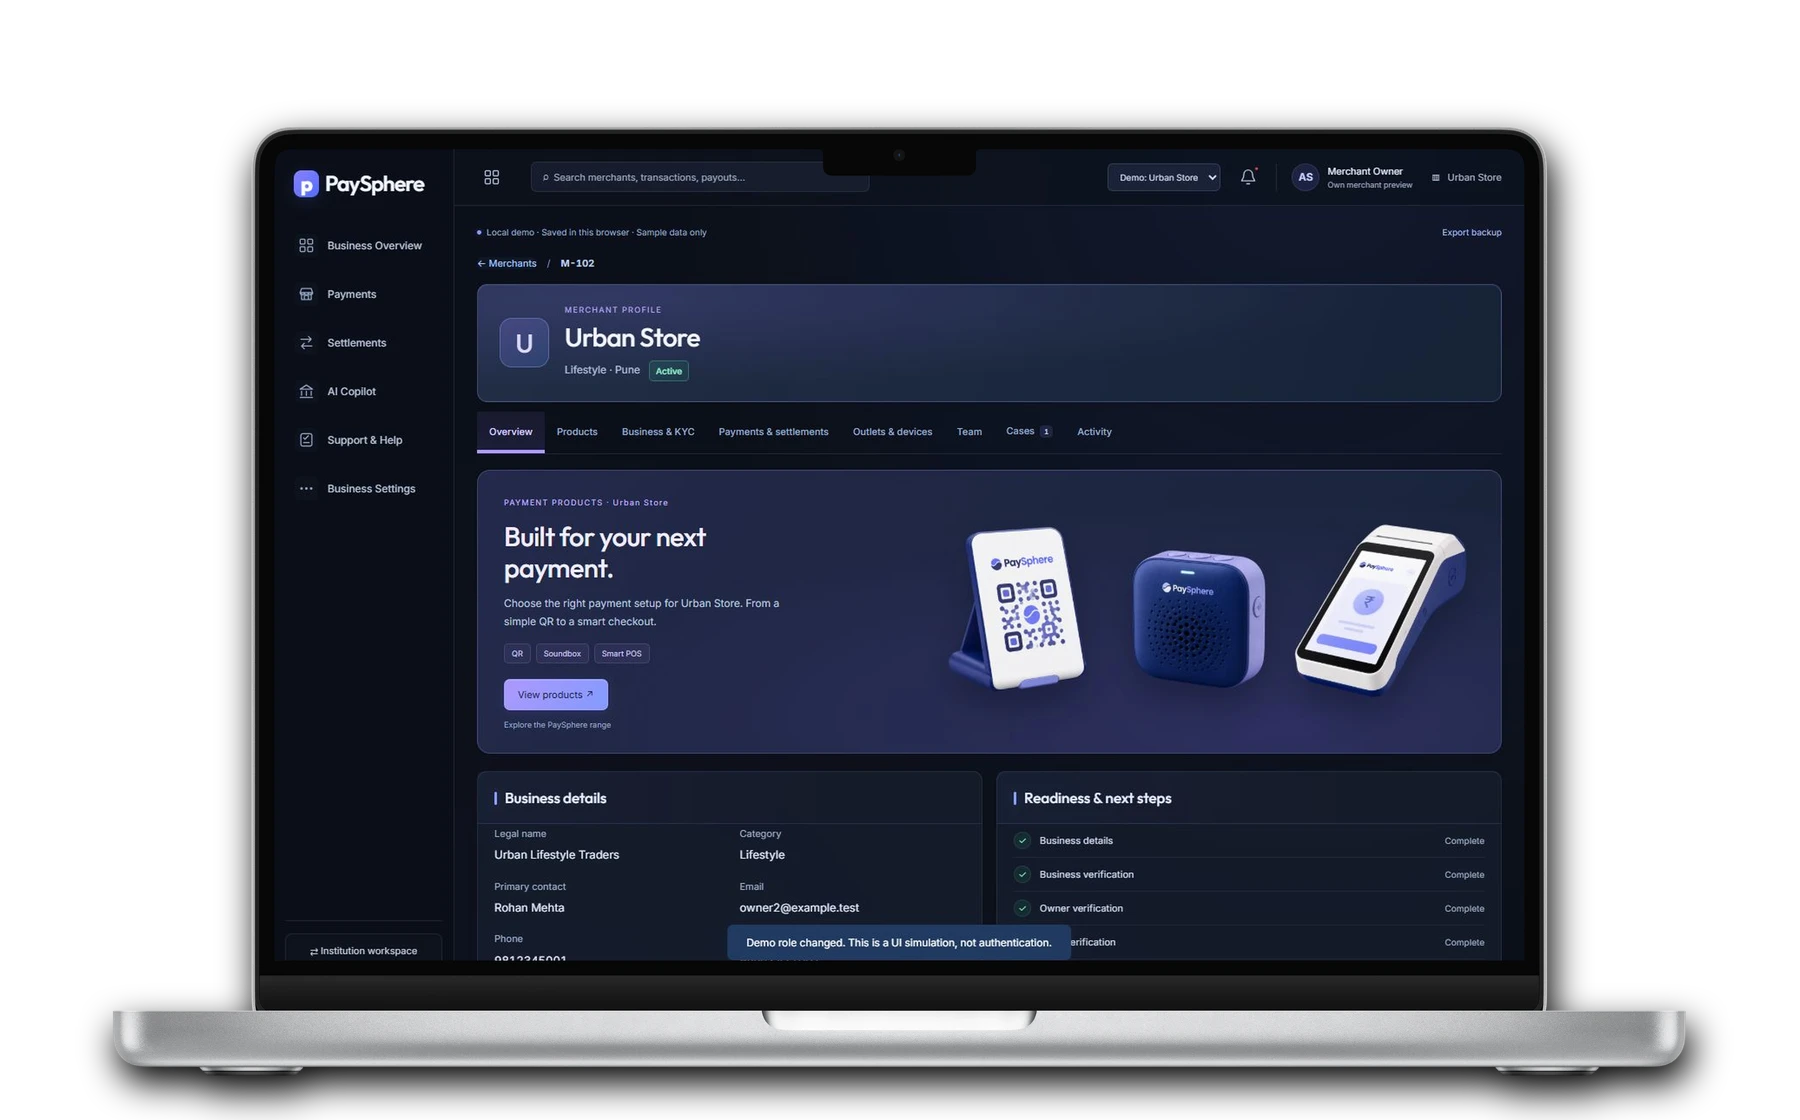 PaySphere
Business Overview
Payments
Settlements
AI Copilot
Support & Help
Business Settings
Institution workspace
Search merchants, transactions, payouts...
Demo: Urban Store
AS
Merchant Owner
Own merchant preview
Urban Store
Local demo · Saved in this browser · Sample data only
Export backup
← Merchants / M-102
U
MERCHANT PROFILE
Urban Store
Lifestyle · Pune
Active
Overview
Products
Business & KYC
Payments & settlements
Outlets & devices
Team
Cases 1
Activity
PAYMENT PRODUCTS · Urban Store
Built for your next
payment.
Choose the right payment setup for Urban Store. From a
simple QR to a smart checkout.
QR
Soundbox
Smart POS
View products ↗
Explore the PaySphere range
PaySphere
PaySphere
PaySphere
₹
Business details
Legal name
Urban Lifestyle Traders
Category
Lifestyle
Primary contact
Rohan Mehta
Email
owner2@example.test
Phone
9812345001
Readiness & next steps
Business details
Complete
Business verification
Complete
Owner verification
Complete
erification
Complete
Demo role changed. This is a UI simulation, not authentication.